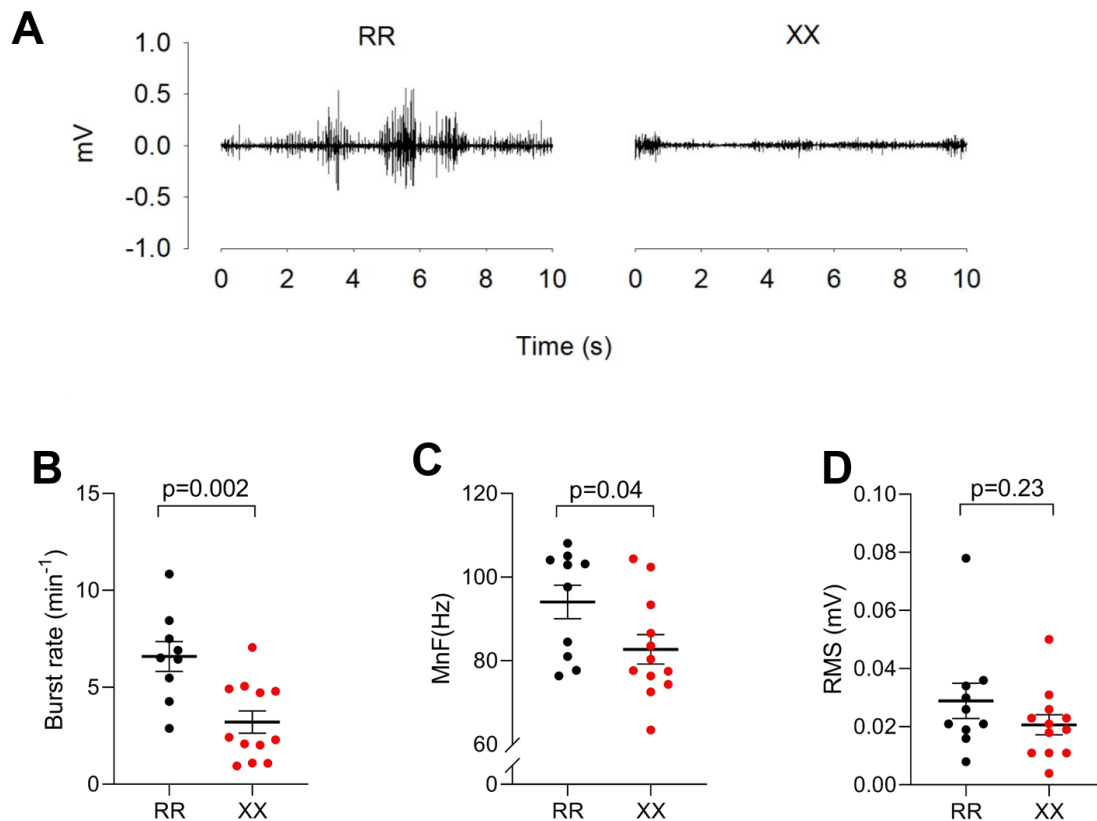 A
RR
XX
1.0
0.5
0.0
-0.5
-1.0
mV
0 2 4 6 8 10
0 2 4 6 8 10
Time (s)
B
p=0.002
15
10
5
0
Burst rate (min⁻¹)
RR XX
C
p=0.04
120
100
80
60
0
MnF(Hz)
RR XX
D
p=0.23
0.10
0.08
0.06
0.04
0.02
0.00
RMS (mV)
RR XX